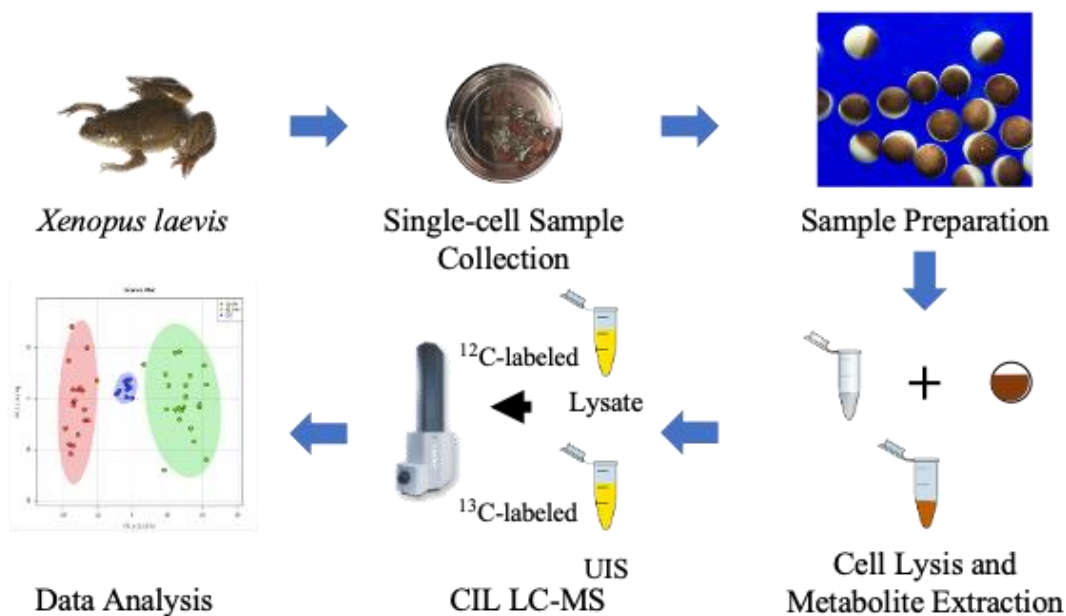 Xenopus laevis
Single-cell Sample
Collection
Sample Preparation
Cell Lysis and
Metabolite Extraction
¹²C-labeled
Lysate
¹³C-labeled
UIS
CIL LC-MS
Data Analysis